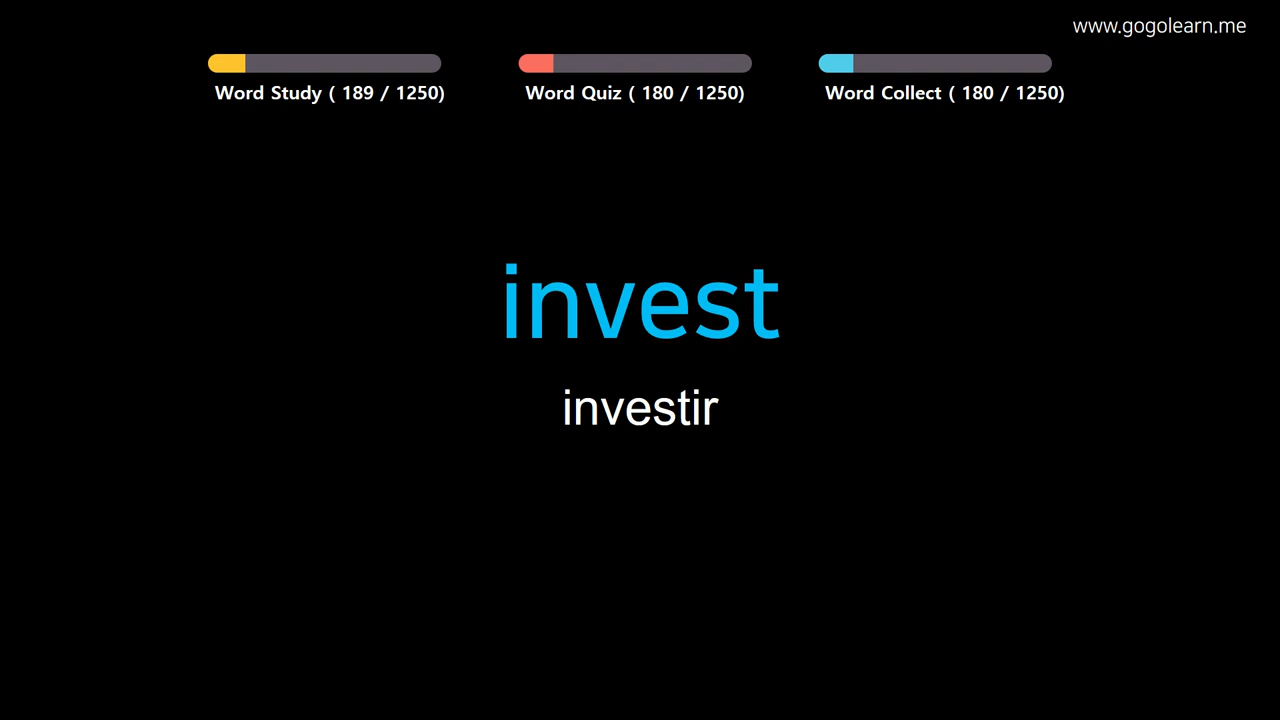 www.gogolearn.me
Word Study ( 189 / 1250)
Word Quiz ( 180 / 1250)
Word Collect ( 180 / 1250)
invest
investir